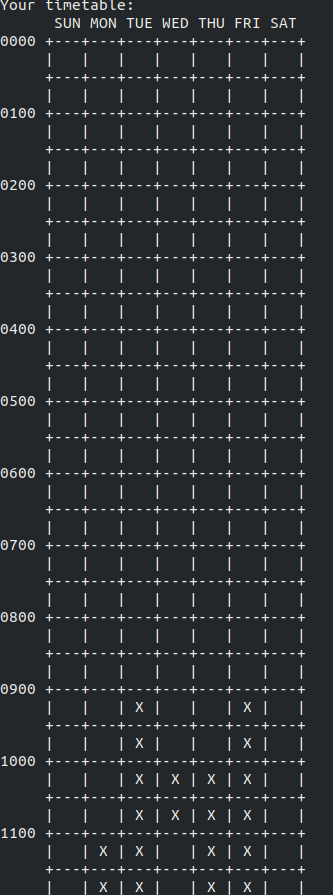 Your timetable:
      SUN MON TUE WED THU FRI SAT
0000 +---+---+---+---+---+---+---+
     |   |   |   |   |   |   |   |
     +---+---+---+---+---+---+---+
     |   |   |   |   |   |   |   |
0100 +---+---+---+---+---+---+---+
     |   |   |   |   |   |   |   |
     +---+---+---+---+---+---+---+
     |   |   |   |   |   |   |   |
0200 +---+---+---+---+---+---+---+
     |   |   |   |   |   |   |   |
     +---+---+---+---+---+---+---+
     |   |   |   |   |   |   |   |
0300 +---+---+---+---+---+---+---+
     |   |   |   |   |   |   |   |
     +---+---+---+---+---+---+---+
     |   |   |   |   |   |   |   |
0400 +---+---+---+---+---+---+---+
     |   |   |   |   |   |   |   |
     +---+---+---+---+---+---+---+
     |   |   |   |   |   |   |   |
0500 +---+---+---+---+---+---+---+
     |   |   |   |   |   |   |   |
     +---+---+---+---+---+---+---+
     |   |   |   |   |   |   |   |
0600 +---+---+---+---+---+---+---+
     |   |   |   |   |   |   |   |
     +---+---+---+---+---+---+---+
     |   |   |   |   |   |   |   |
0700 +---+---+---+---+---+---+---+
     |   |   |   |   |   |   |   |
     +---+---+---+---+---+---+---+
     |   |   |   |   |   |   |   |
0800 +---+---+---+---+---+---+---+
     |   |   |   |   |   |   |   |
     +---+---+---+---+---+---+---+
     |   |   |   |   |   |   |   |
0900 +---+---+---+---+---+---+---+
     |   |   | X |   |   | X |   |
     +---+---+---+---+---+---+---+
     |   |   | X |   |   | X |   |
1000 +---+---+---+---+---+---+---+
     |   |   | X | X | X | X |   |
     +---+---+---+---+---+---+---+
     |   |   | X | X | X | X |   |
1100 +---+---+---+---+---+---+---+
     |   | X | X |   | X | X |   |
     +---+---+---+---+---+---+---+
     |   | X | X |   | X | X |   |